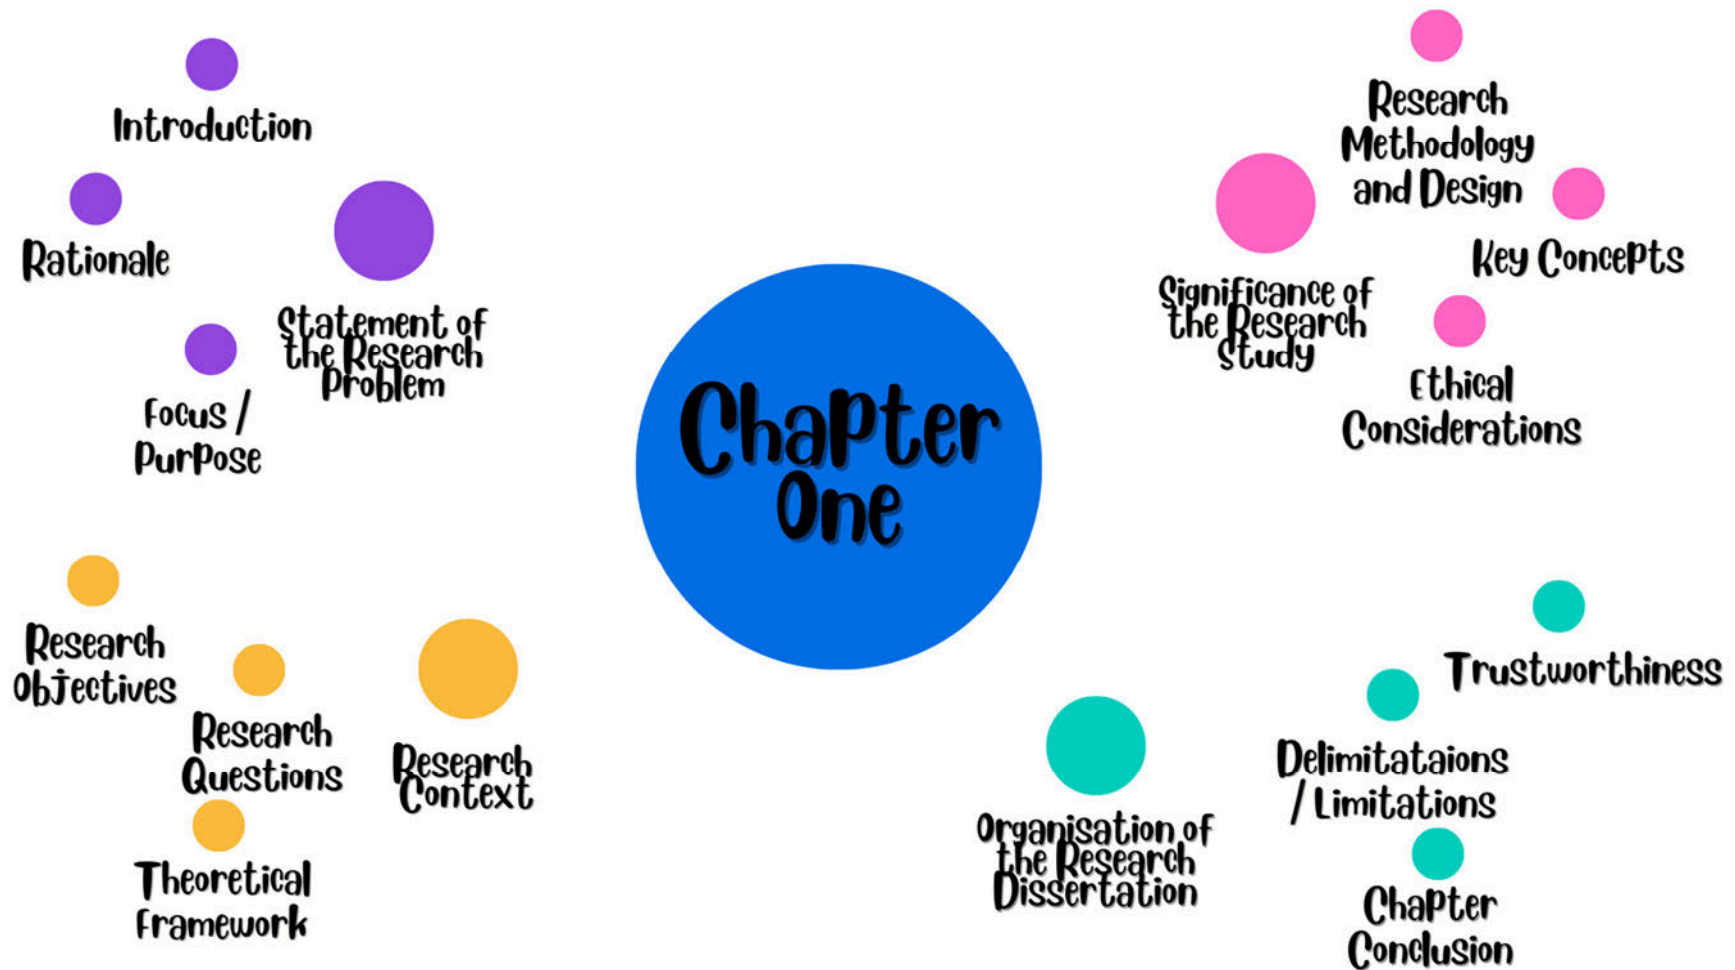 Introduction
Rationale
Statement of
the Research
Problem
Focus /
Purpose
Research
Objectives
Research
Questions
Research
Context
Theoretical
Framework
Chapter
One
Research
Methodology
and Design
Key Concepts
Significance of
the Research
Study
Ethical
Considerations
Trustworthiness
Delimitataions
/ Limitations
Organisation of
the Research
Dissertation
Chapter
Conclusion